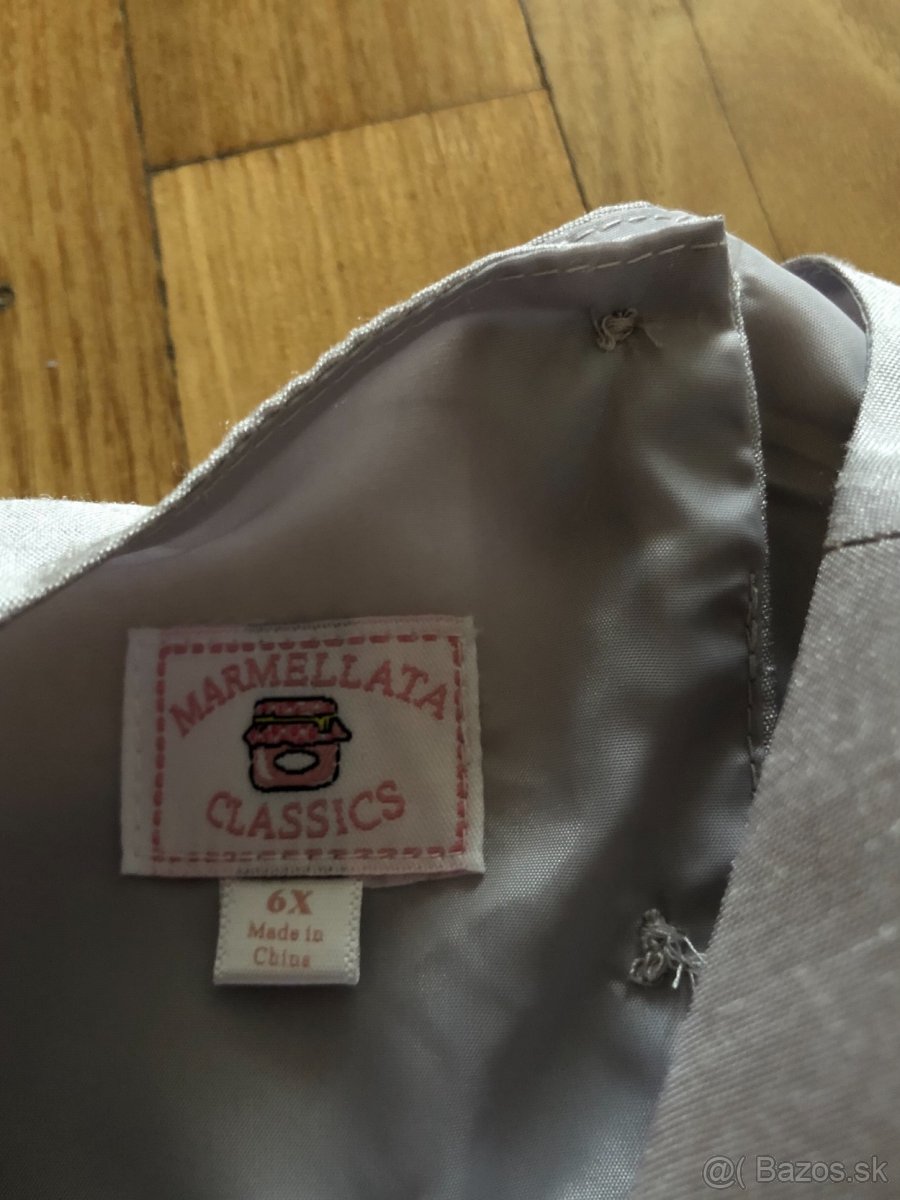 MARMELLATA
CLASSICS
6X
Made in
China
@( Bazos.sk